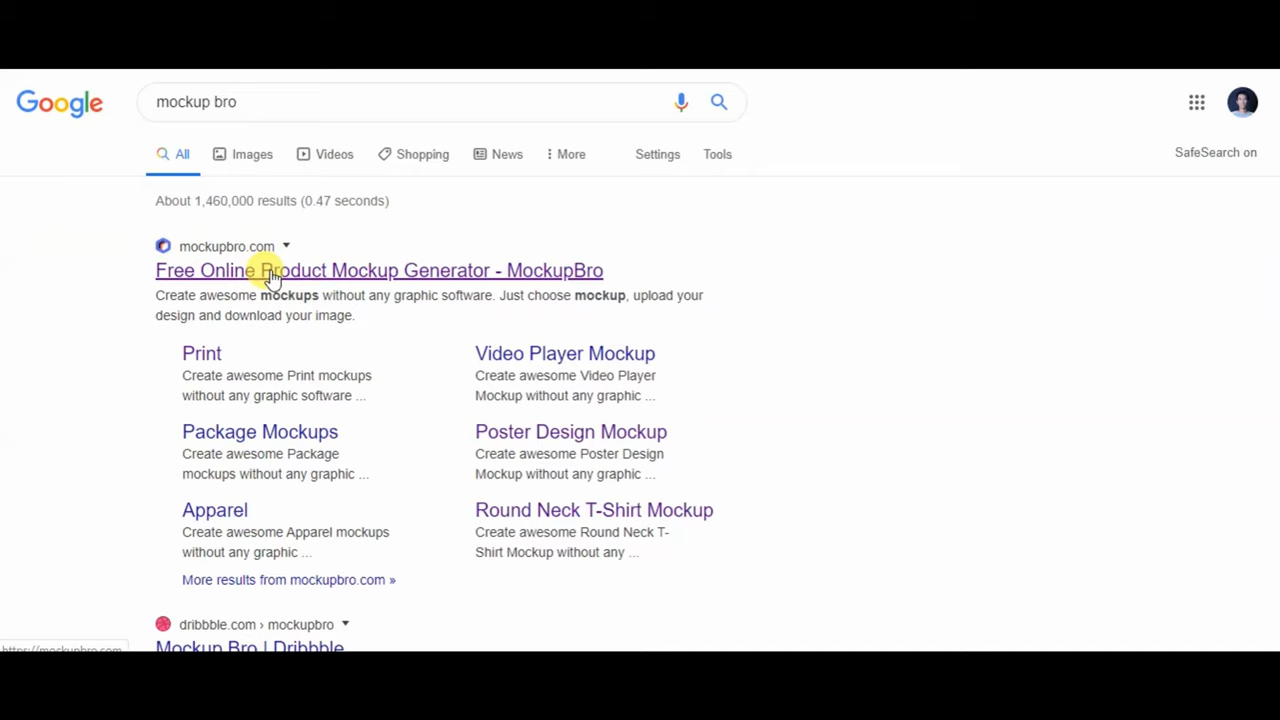 Google
mockup bro
All Images Videos Shopping News More Settings Tools
SafeSearch on
About 1,460,000 results (0.47 seconds)
mockupbro.com
Free Online Product Mockup Generator - MockupBro
Create awesome mockups without any graphic software. Just choose mockup, upload your
design and download your image.
Print
Create awesome Print mockups
without any graphic software ...
Video Player Mockup
Create awesome Video Player
Mockup without any graphic ...
Package Mockups
Create awesome Package
mockups without any graphic ...
Poster Design Mockup
Create awesome Poster Design
Mockup without any graphic ...
Apparel
Create awesome Apparel mockups
without any graphic ...
Round Neck T-Shirt Mockup
Create awesome Round Neck T-
Shirt Mockup without any ...
More results from mockupbro.com »
dribbble.com › mockupbro
Mockup Bro | Dribbble
https://mockupbro.com